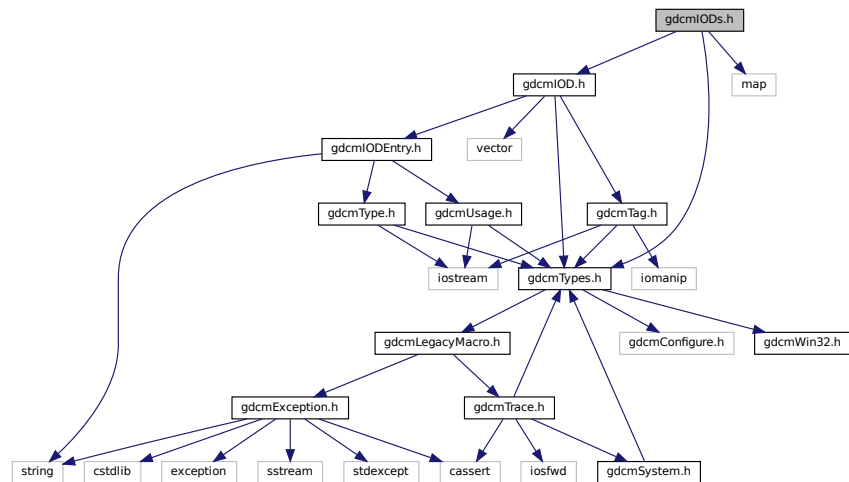 gdcmIODs.h
gdcmIOD.h
map
gdcmIODEntry.h
vector
gdcmType.h
gdcmUsage.h
gdcmTag.h
iostream
gdcmTypes.h
iomanip
gdcmLegacyMacro.h
gdcmConfigure.h
gdcmWin32.h
gdcmException.h
gdcmTrace.h
string
cstdlib
exception
sstream
stdexcept
cassert
iosfwd
gdcmSystem.h